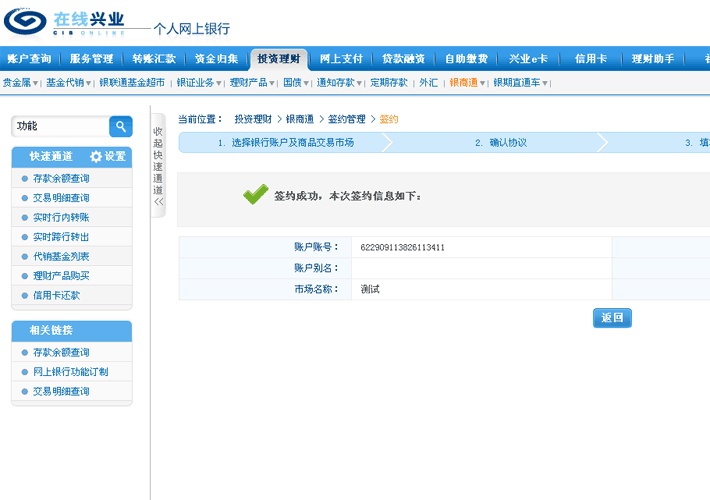 在线兴业
CIB ONLINE
个人网上银行
账户查询 服务管理 转账汇款 资金归集 投资理财 网上支付 贷款融资 自助缴费 兴业e卡 信用卡 理财助手
贵金属 基金代销 银联通基金超市 银证业务 理财产品 国债 通知存款 定期存款 外汇 银商通 银期直通车
功能
快速通道 设置
存款余额查询
交易明细查询
实时行内转账
实时跨行转出
代销基金列表
理财产品购买
信用卡还款
相关链接
存款余额查询
网上银行功能订制
交易明细查询
收起快速通道
当前位置： 投资理财 > 银商通 > 签约管理 > 签约
1. 选择银行账户及商品交易市场 2. 确认协议 3. 填
签约成功，本次签约信息如下：
账户账号： 622909113826113411
账户别名：
市场名称： 测试
返回